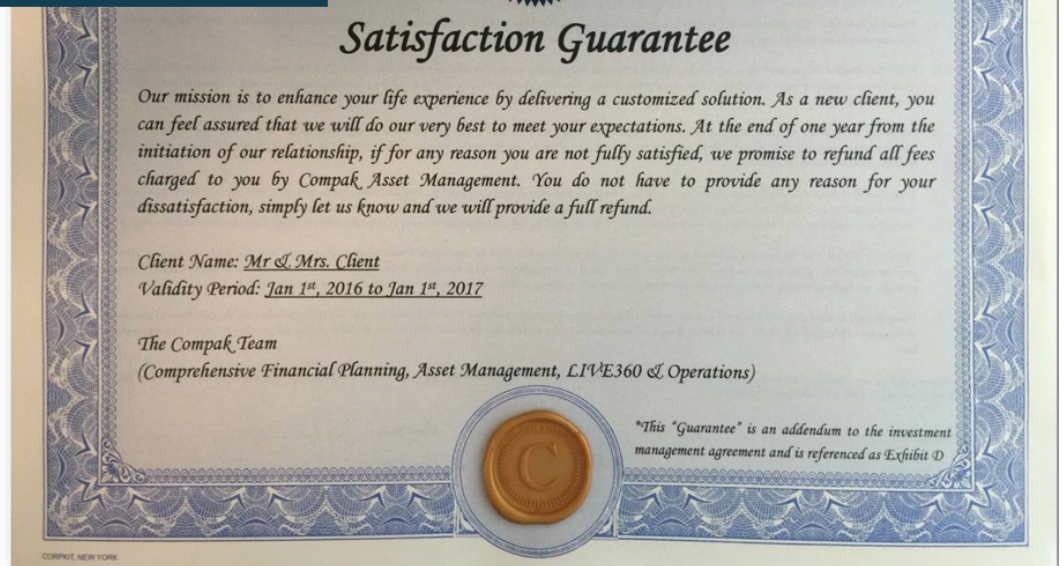 Satisfaction Guarantee
Our mission is to enhance your life experience by delivering a customized solution. As a new client, you
can feel assured that we will do our very best to meet your expectations. At the end of one year from the
initiation of our relationship, if for any reason you are not fully satisfied, we promise to refund all fees
charged to you by Compak Asset Management. You do not have to provide any reason for your
dissatisfaction, simply let us know and we will provide a full refund.
Client Name: Mr & Mrs. Client
Validity Period: Jan 1st, 2016 to Jan 1st, 2017
The Compak Team
(Comprehensive Financial Planning, Asset Management, LIVE360 & Operations)
*This "Guarantee" is an addendum to the investment
management agreement and is referenced as Exhibit D
C
CORPKIT, NEW YORK